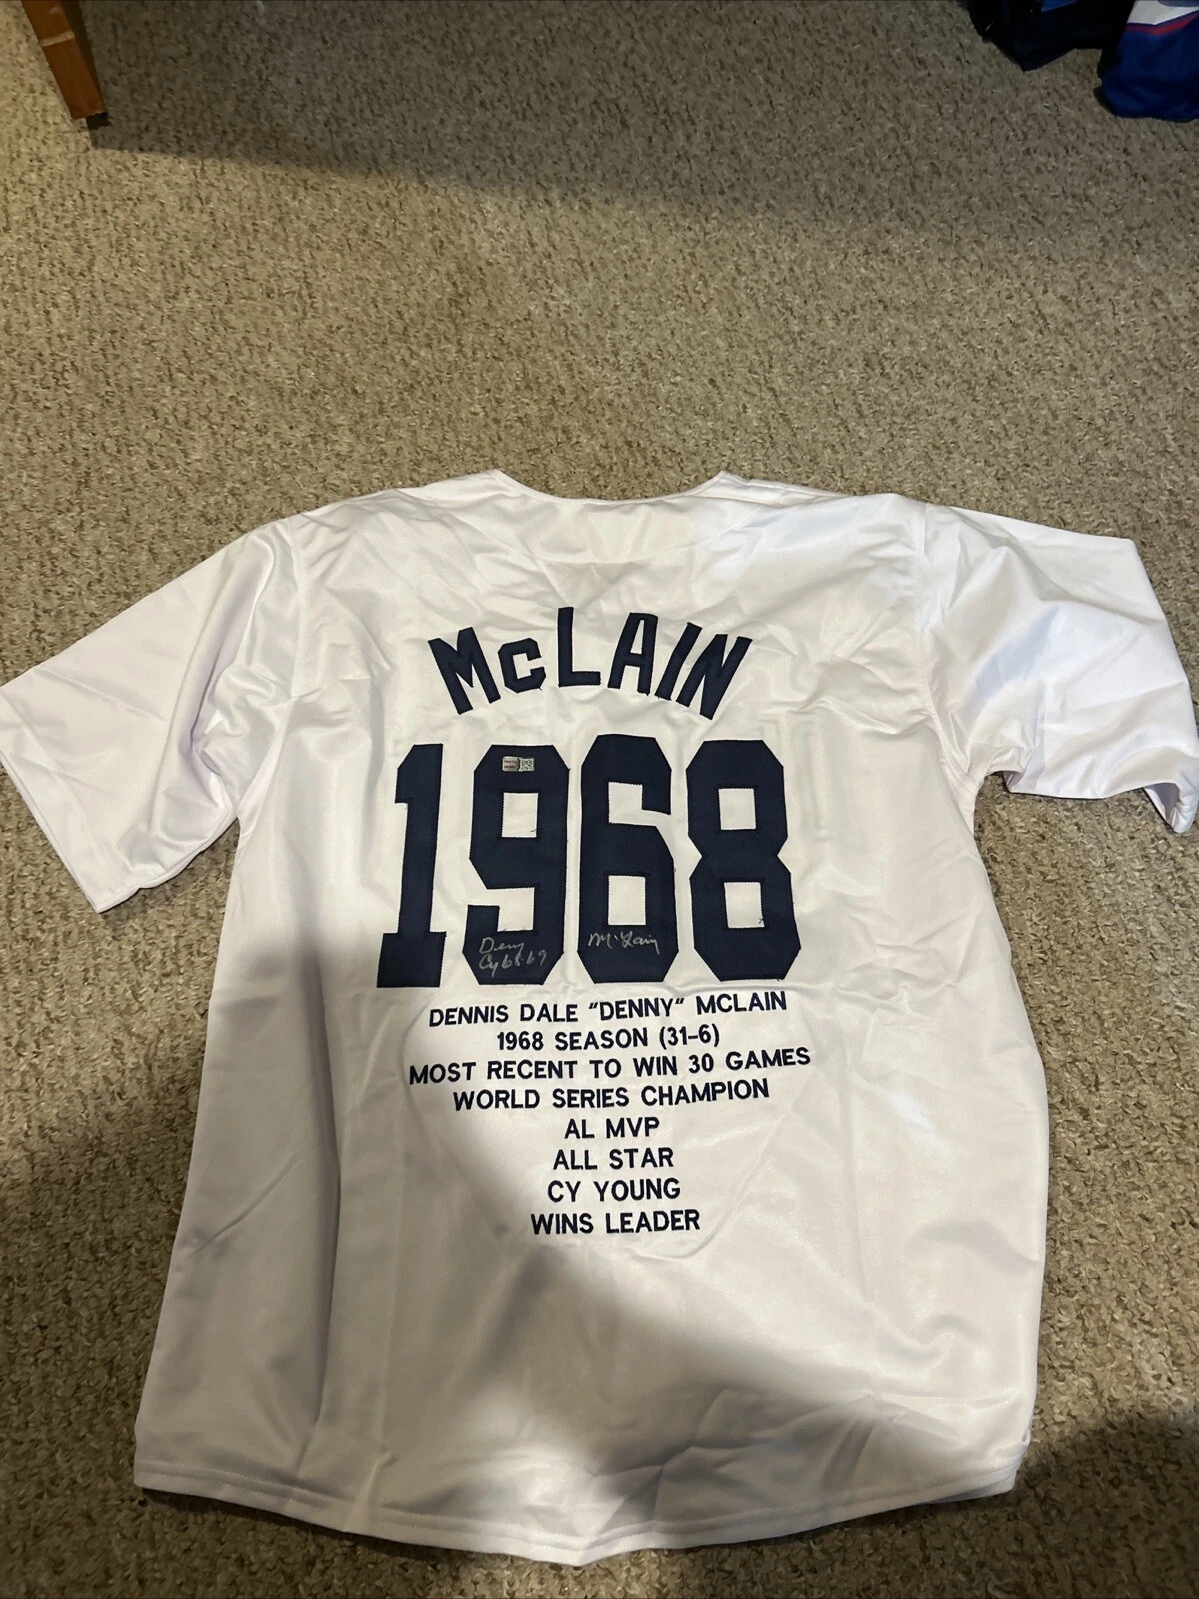 McLAIN
1968
Denny McLain
Cy 68-69
DENNIS DALE "DENNY" MCLAIN
1968 SEASON (31-6)
MOST RECENT TO WIN 30 GAMES
WORLD SERIES CHAMPION
AL MVP
ALL STAR
CY YOUNG
WINS LEADER